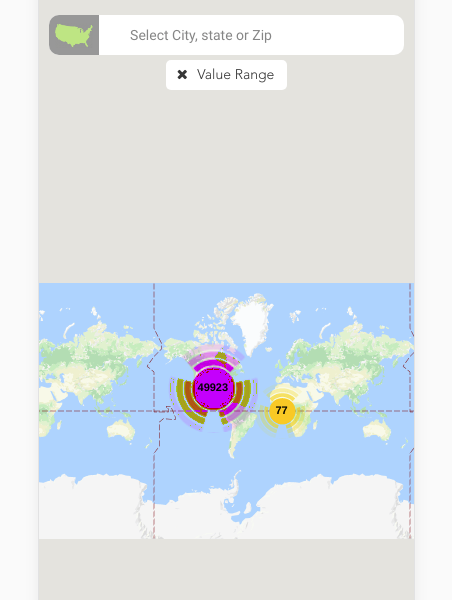 Select City, state or Zip
✖ Value Range
49923
77